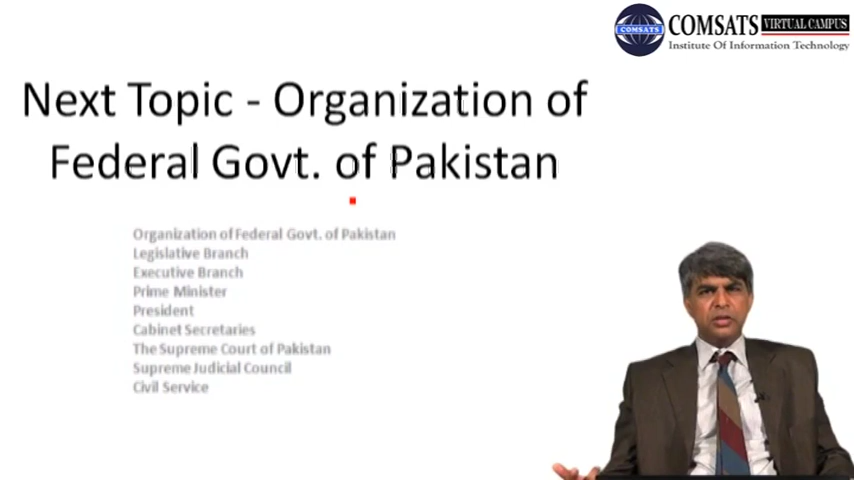 COMSATS VIRTUAL CAMPUS
COMSATS
Institute Of Information Technology
Next Topic - Organization of
Federal Govt. of Pakistan
Organization of Federal Govt. of Pakistan
Legislative Branch
Executive Branch
Prime Minister
President
Cabinet Secretaries
The Supreme Court of Pakistan
Supreme Judicial Council
Civil Service